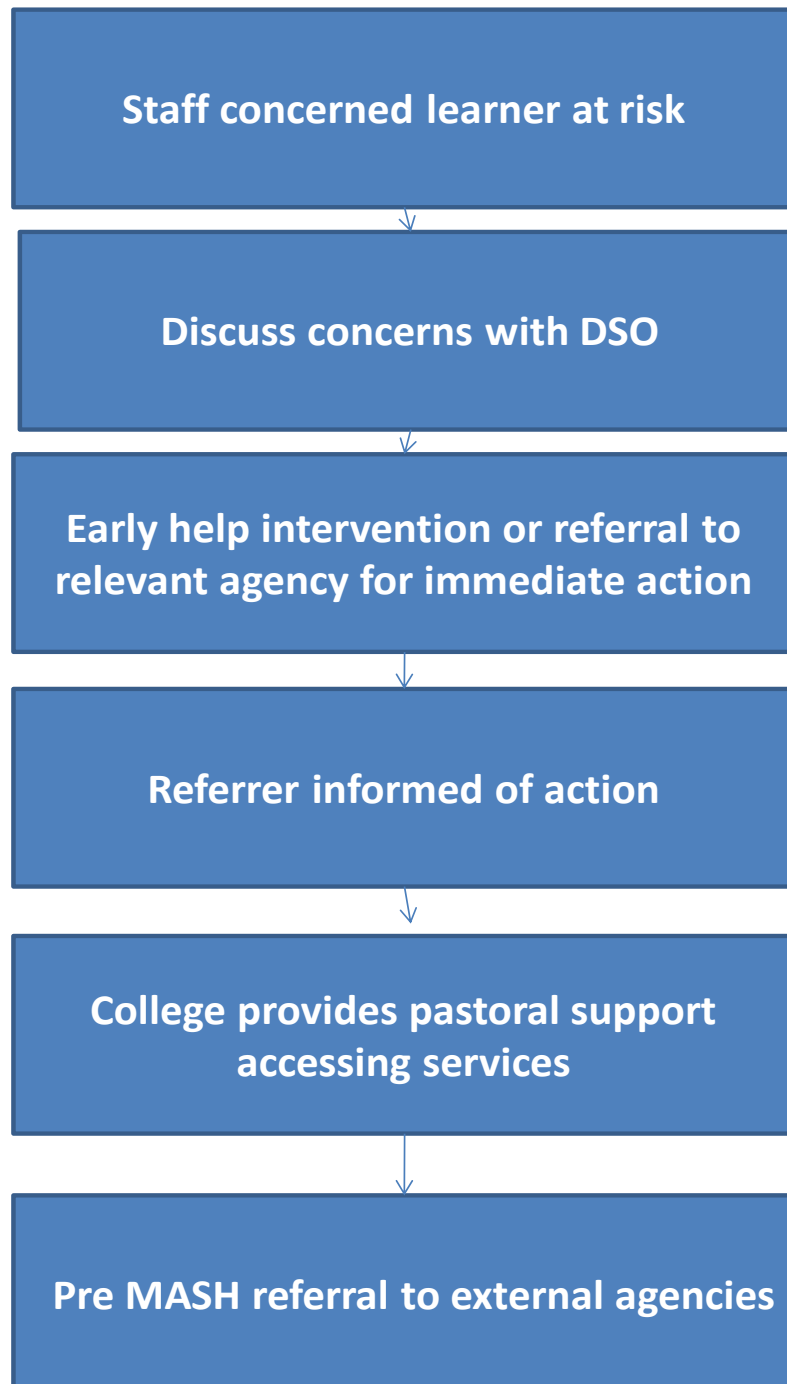 Staff concerned learner at risk
Discuss concerns with DSO
Early help intervention or referral to
relevant agency for immediate action
Referrer informed of action
College provides pastoral support
accessing services
Pre MASH referral to external agencies